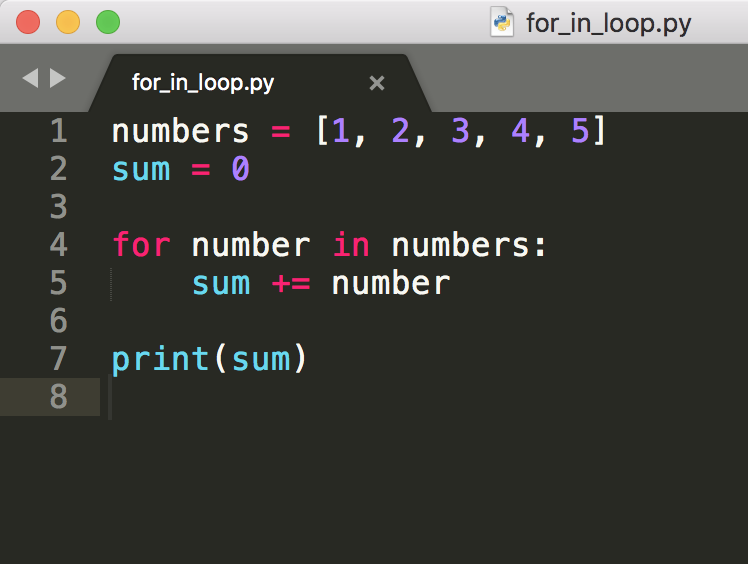 for_in_loop.py
for_in_loop.py ×
1 numbers = [1, 2, 3, 4, 5]
2 sum = 0
3
4 for number in numbers:
5     sum += number
6
7 print(sum)
8